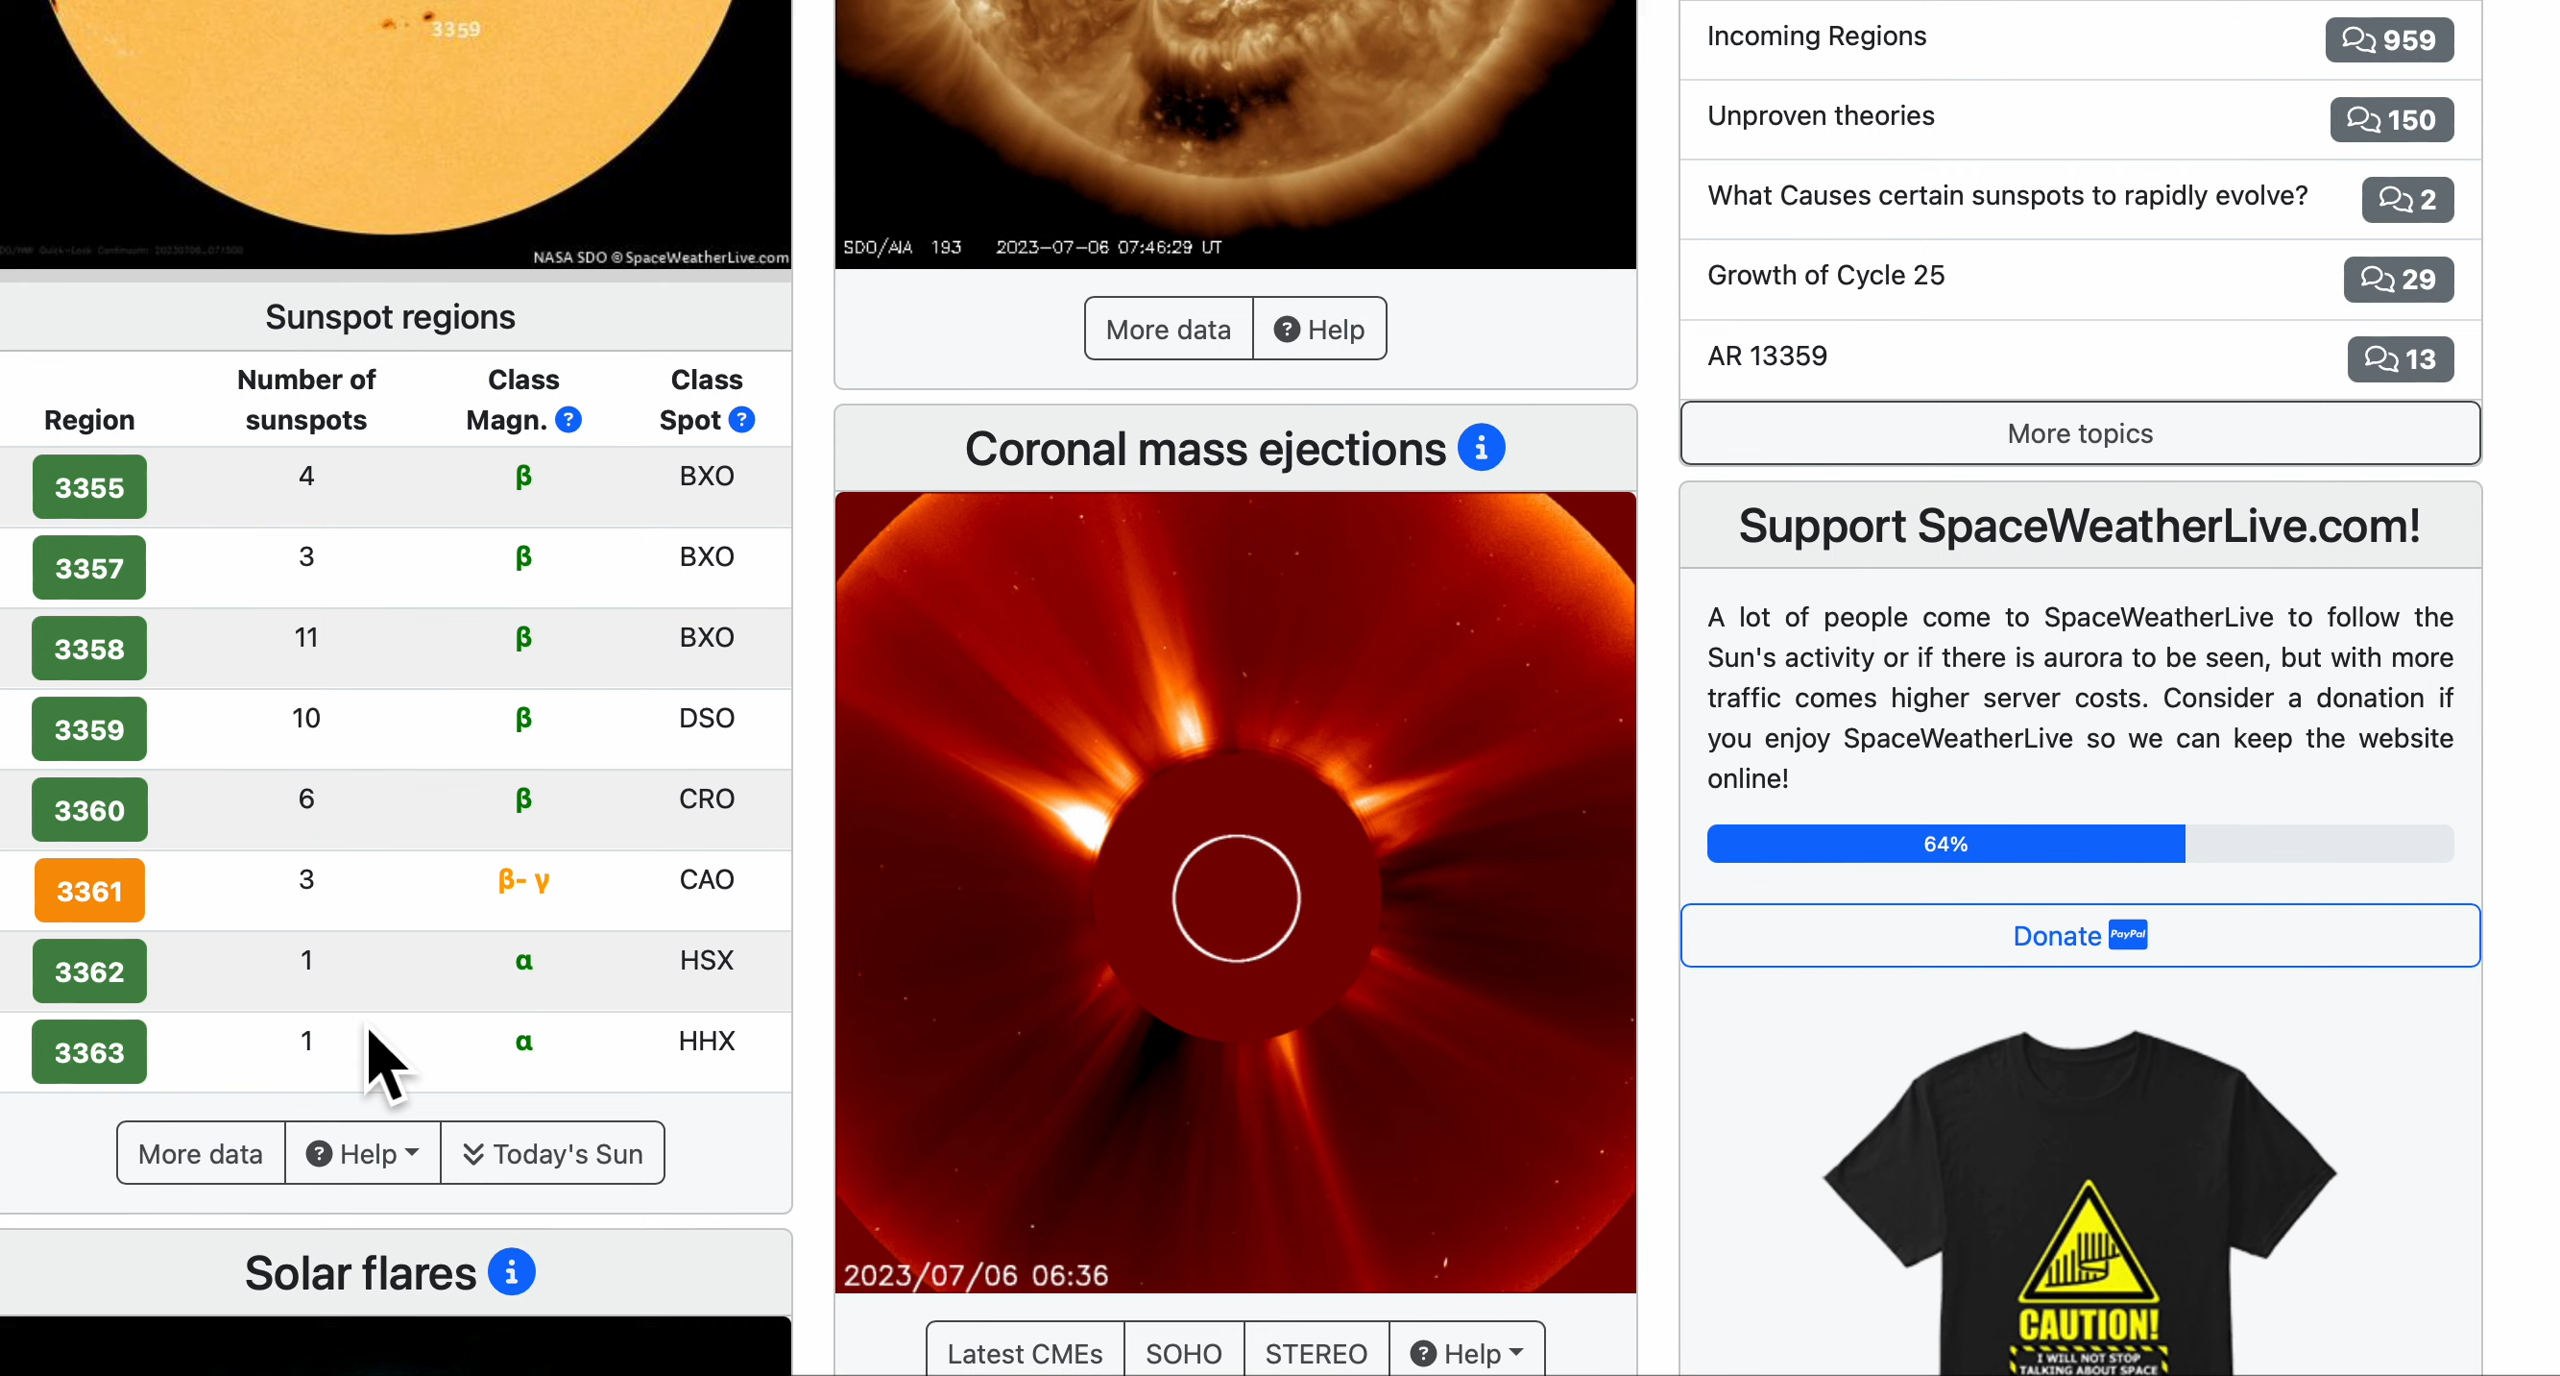 3359
NASA SDO ©SpaceWeatherLive.com
Sunspot regions
Region Number of sunspots Class Magn. ? Class Spot ?
3355 4 β BXO
3357 3 β BXO
3358 11 β BXO
3359 10 β DSO
3360 6 β CRO
3361 3 β- γ CAO
3362 1 α HSX
3363 1 α HHX
More data ? Help Today's Sun
Solar flares i
SDO/AIA 193 2023-07-06 07:46:29 UT
More data ? Help
Coronal mass ejections i
2023/07/06 06:36
Latest CMEs SOHO STEREO ? Help
Incoming Regions 959
Unproven theories 150
What Causes certain sunspots to rapidly evolve? 2
Growth of Cycle 25 29
AR 13359 13
More topics
Support SpaceWeatherLive.com!
A lot of people come to SpaceWeatherLive to follow the
Sun's activity or if there is aurora to be seen, but with more
traffic comes higher server costs. Consider a donation if
you enjoy SpaceWeatherLive so we can keep the website
online!
64%
Donate PayPal
CAUTION!
I WILL NOT STOP
TALKING ABOUT SPACE